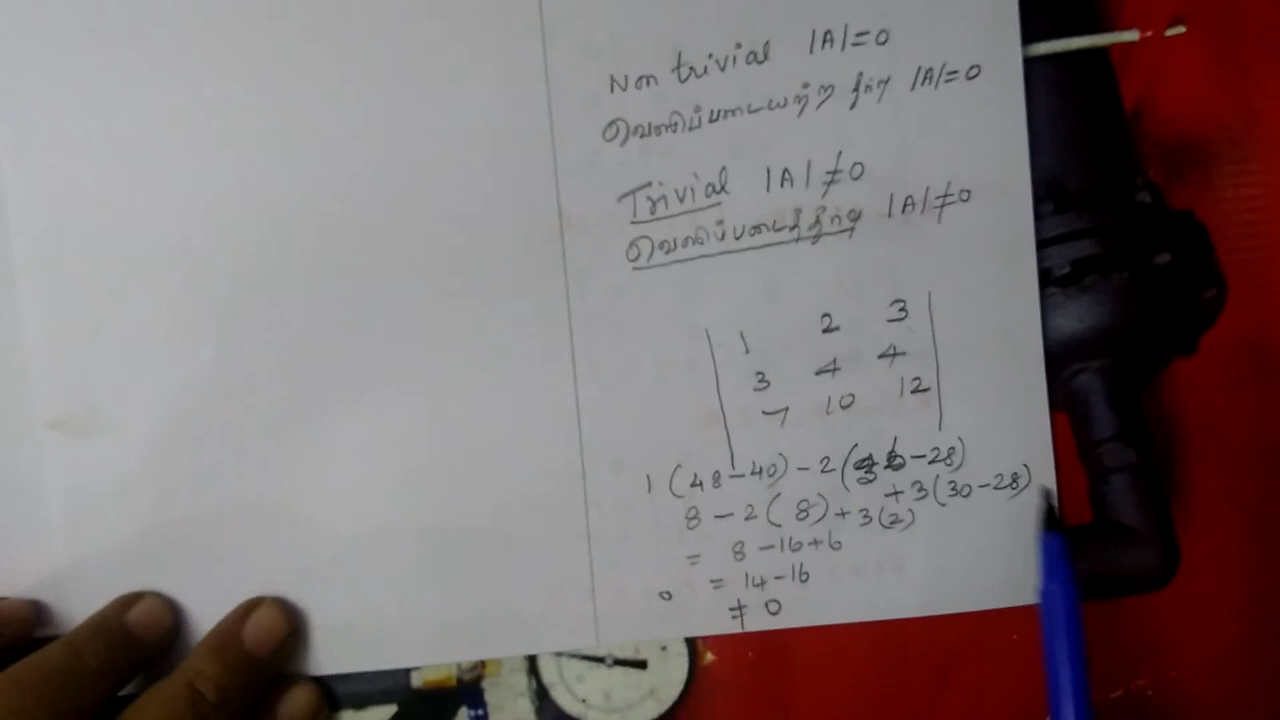 Non trivial |A|=0
வெளிப்படையற்ற தீர்வு |A|=0
Trivial |A|≠0
வெளிப்படைத்தீர்வு |A|≠0
1 2 3
3 4 4
7 10 12
1 (48-40) -2 (36-28)
+3(30-28)
8 -2( 8) +3(2)
= 8 -16+6
= 14-16
0
≠ 0